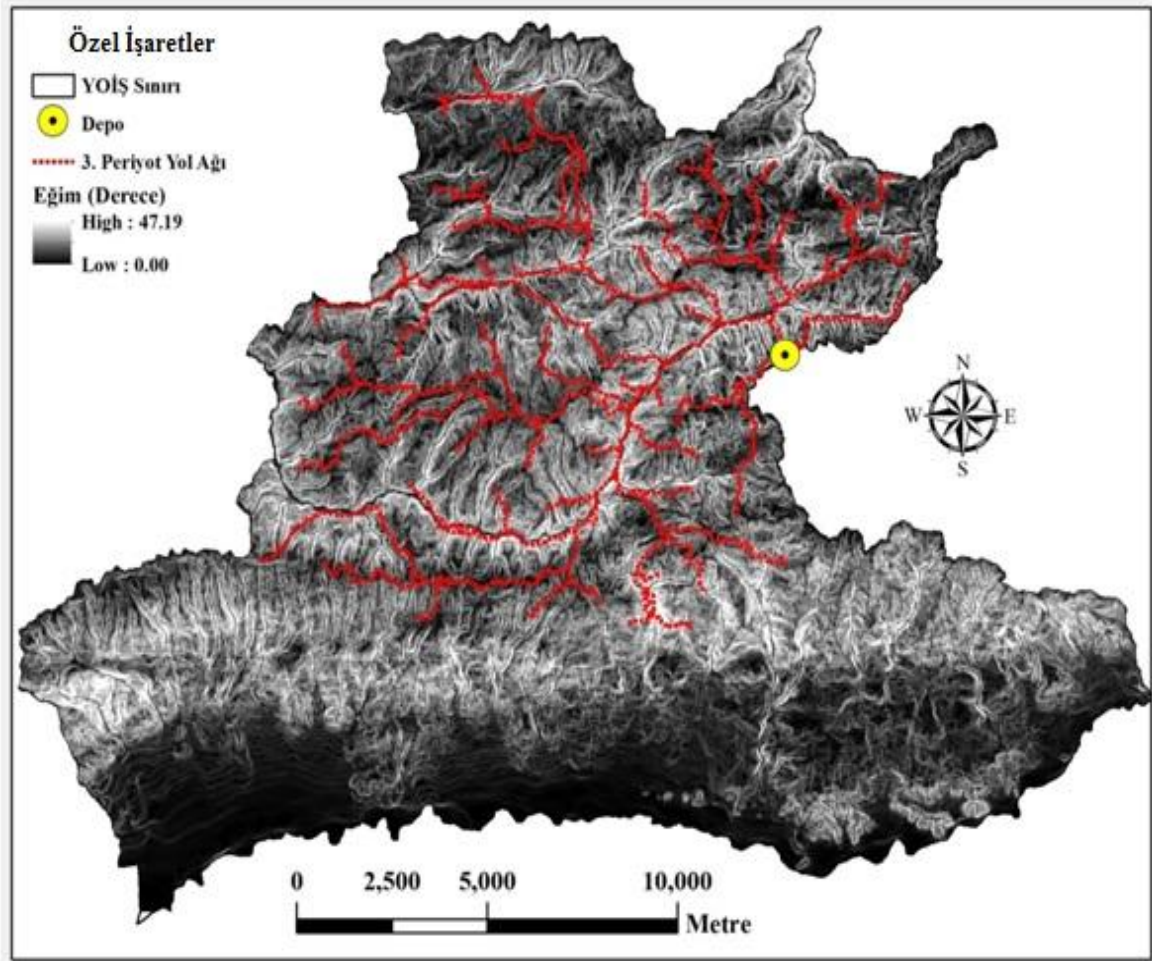 Özel İşaretler
YOİŞ Sınırı
Depo
3. Periyot Yol Ağı
Eğim (Derece)
High : 47.19
Low : 0.00
N
W E
S
0 2,500 5,000 10,000
Metre